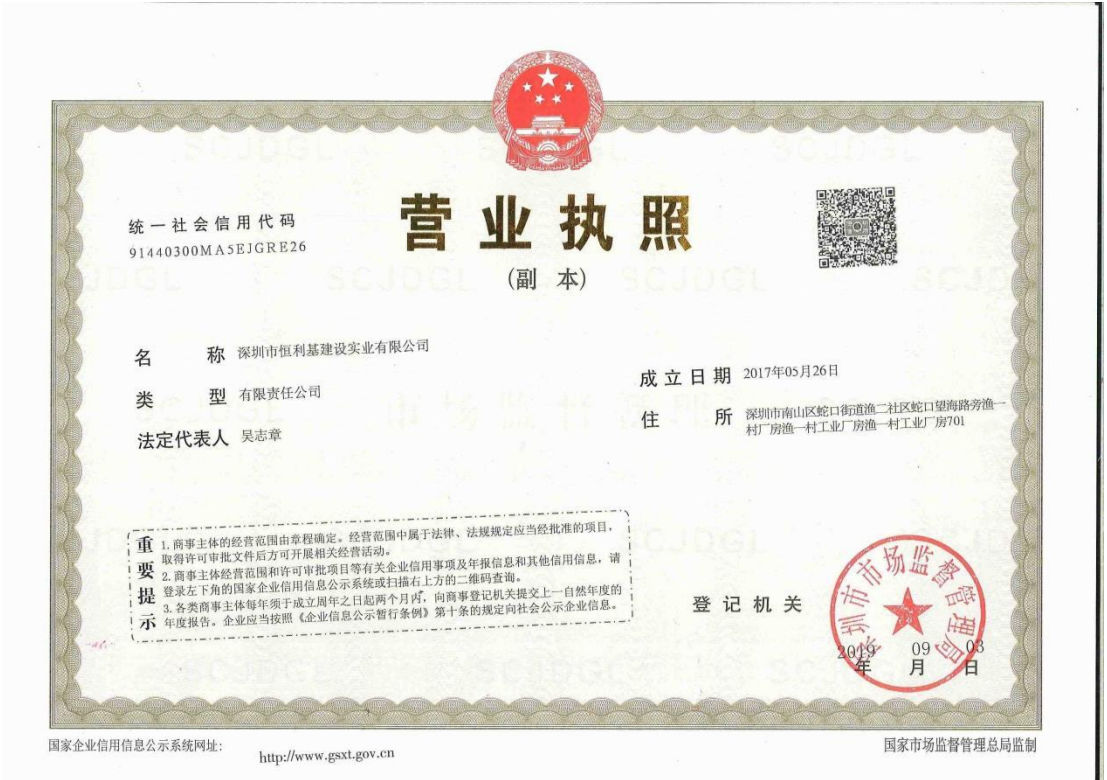 营业执照
(副 本)
统一社会信用代码
91440300MA5EJGRE26
名 称 深圳市恒利基建设实业有限公司
类 型 有限责任公司
法定代表人 吴志章
成立日期 2017年05月26日
住 所 深圳市南山区蛇口街道渔二社区蛇口望海路旁渔一
村厂房渔一村工业厂房渔一村工业厂房701
重要提示
1. 商事主体的经营范围由章程确定。经营范围中属于法律、法规规定应当经批准的项目，
取得许可审批文件后方可开展相关经营活动。
2. 商事主体经营范围和许可审批项目等有关企业信用事项及年报信息和其他信用信息，请
登录左下角的国家企业信用信息公示系统或扫描右上方的二维码查询。
3. 各类商事主体每年须于成立周年之日起两个月内，向商事登记机关提交上一自然年度的
年度报告。企业应当按照《企业信息公示暂行条例》第十条的规定向社会公示企业信息。
登记机关
深圳市市场监督管理局
2019 09 03
年 月 日
国家企业信用信息公示系统网址：
http://www.gsxt.gov.cn
国家市场监督管理总局监制
SCJDGL